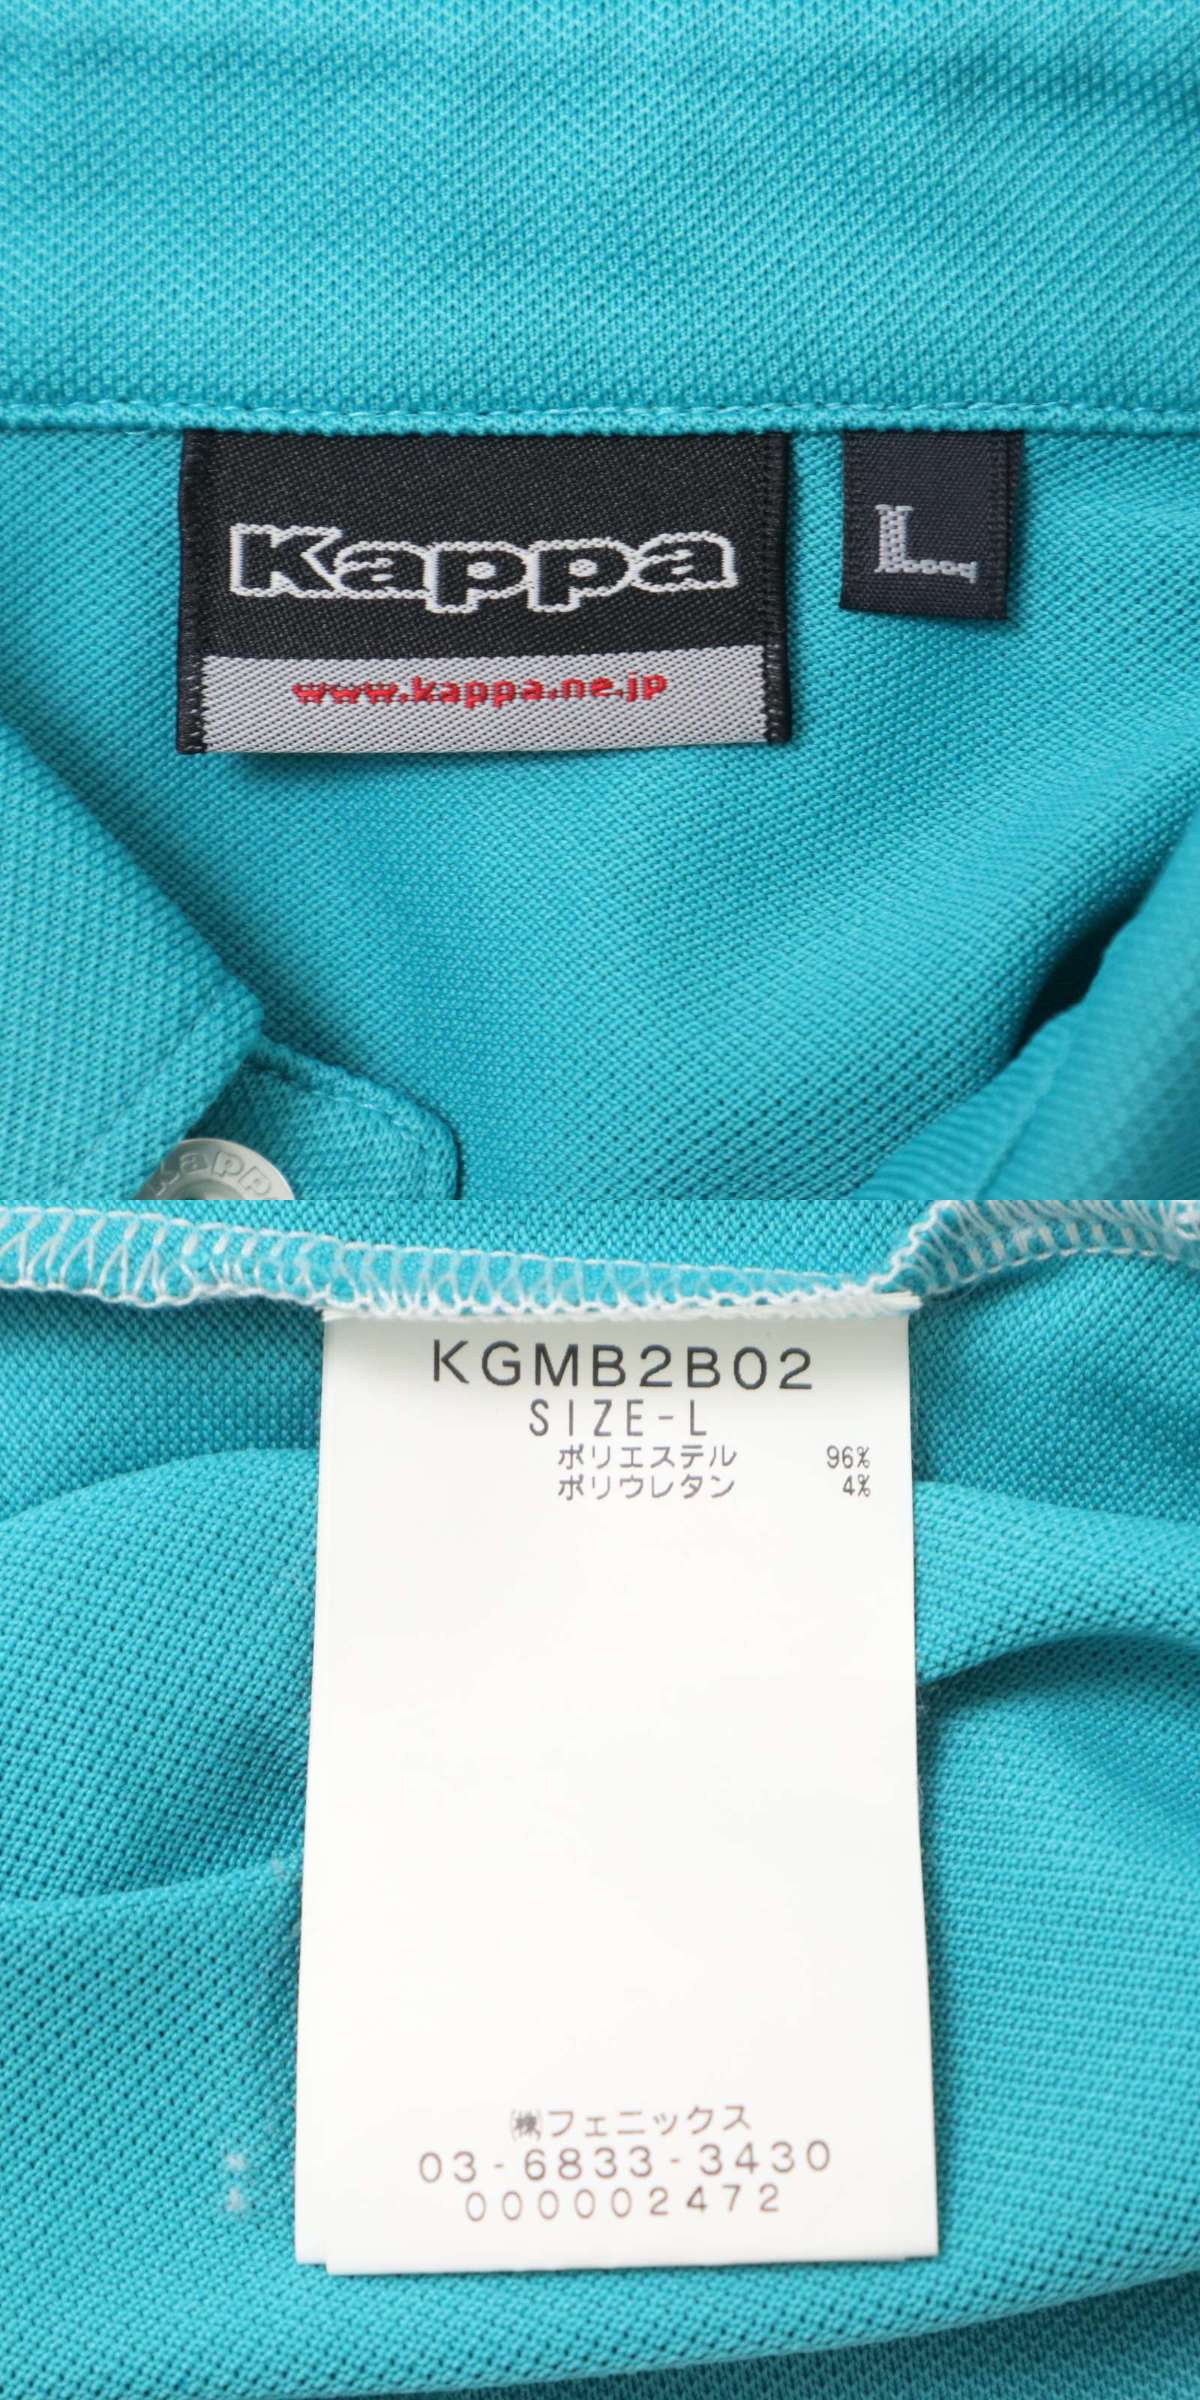 Kappa
L
www.kappa.ne.jp
Kappa
KGMB2B02
SIZE-L
ポリエステル 96%
ポリウレタン 4%
㈱フェニックス
03-6833-3430
000002472